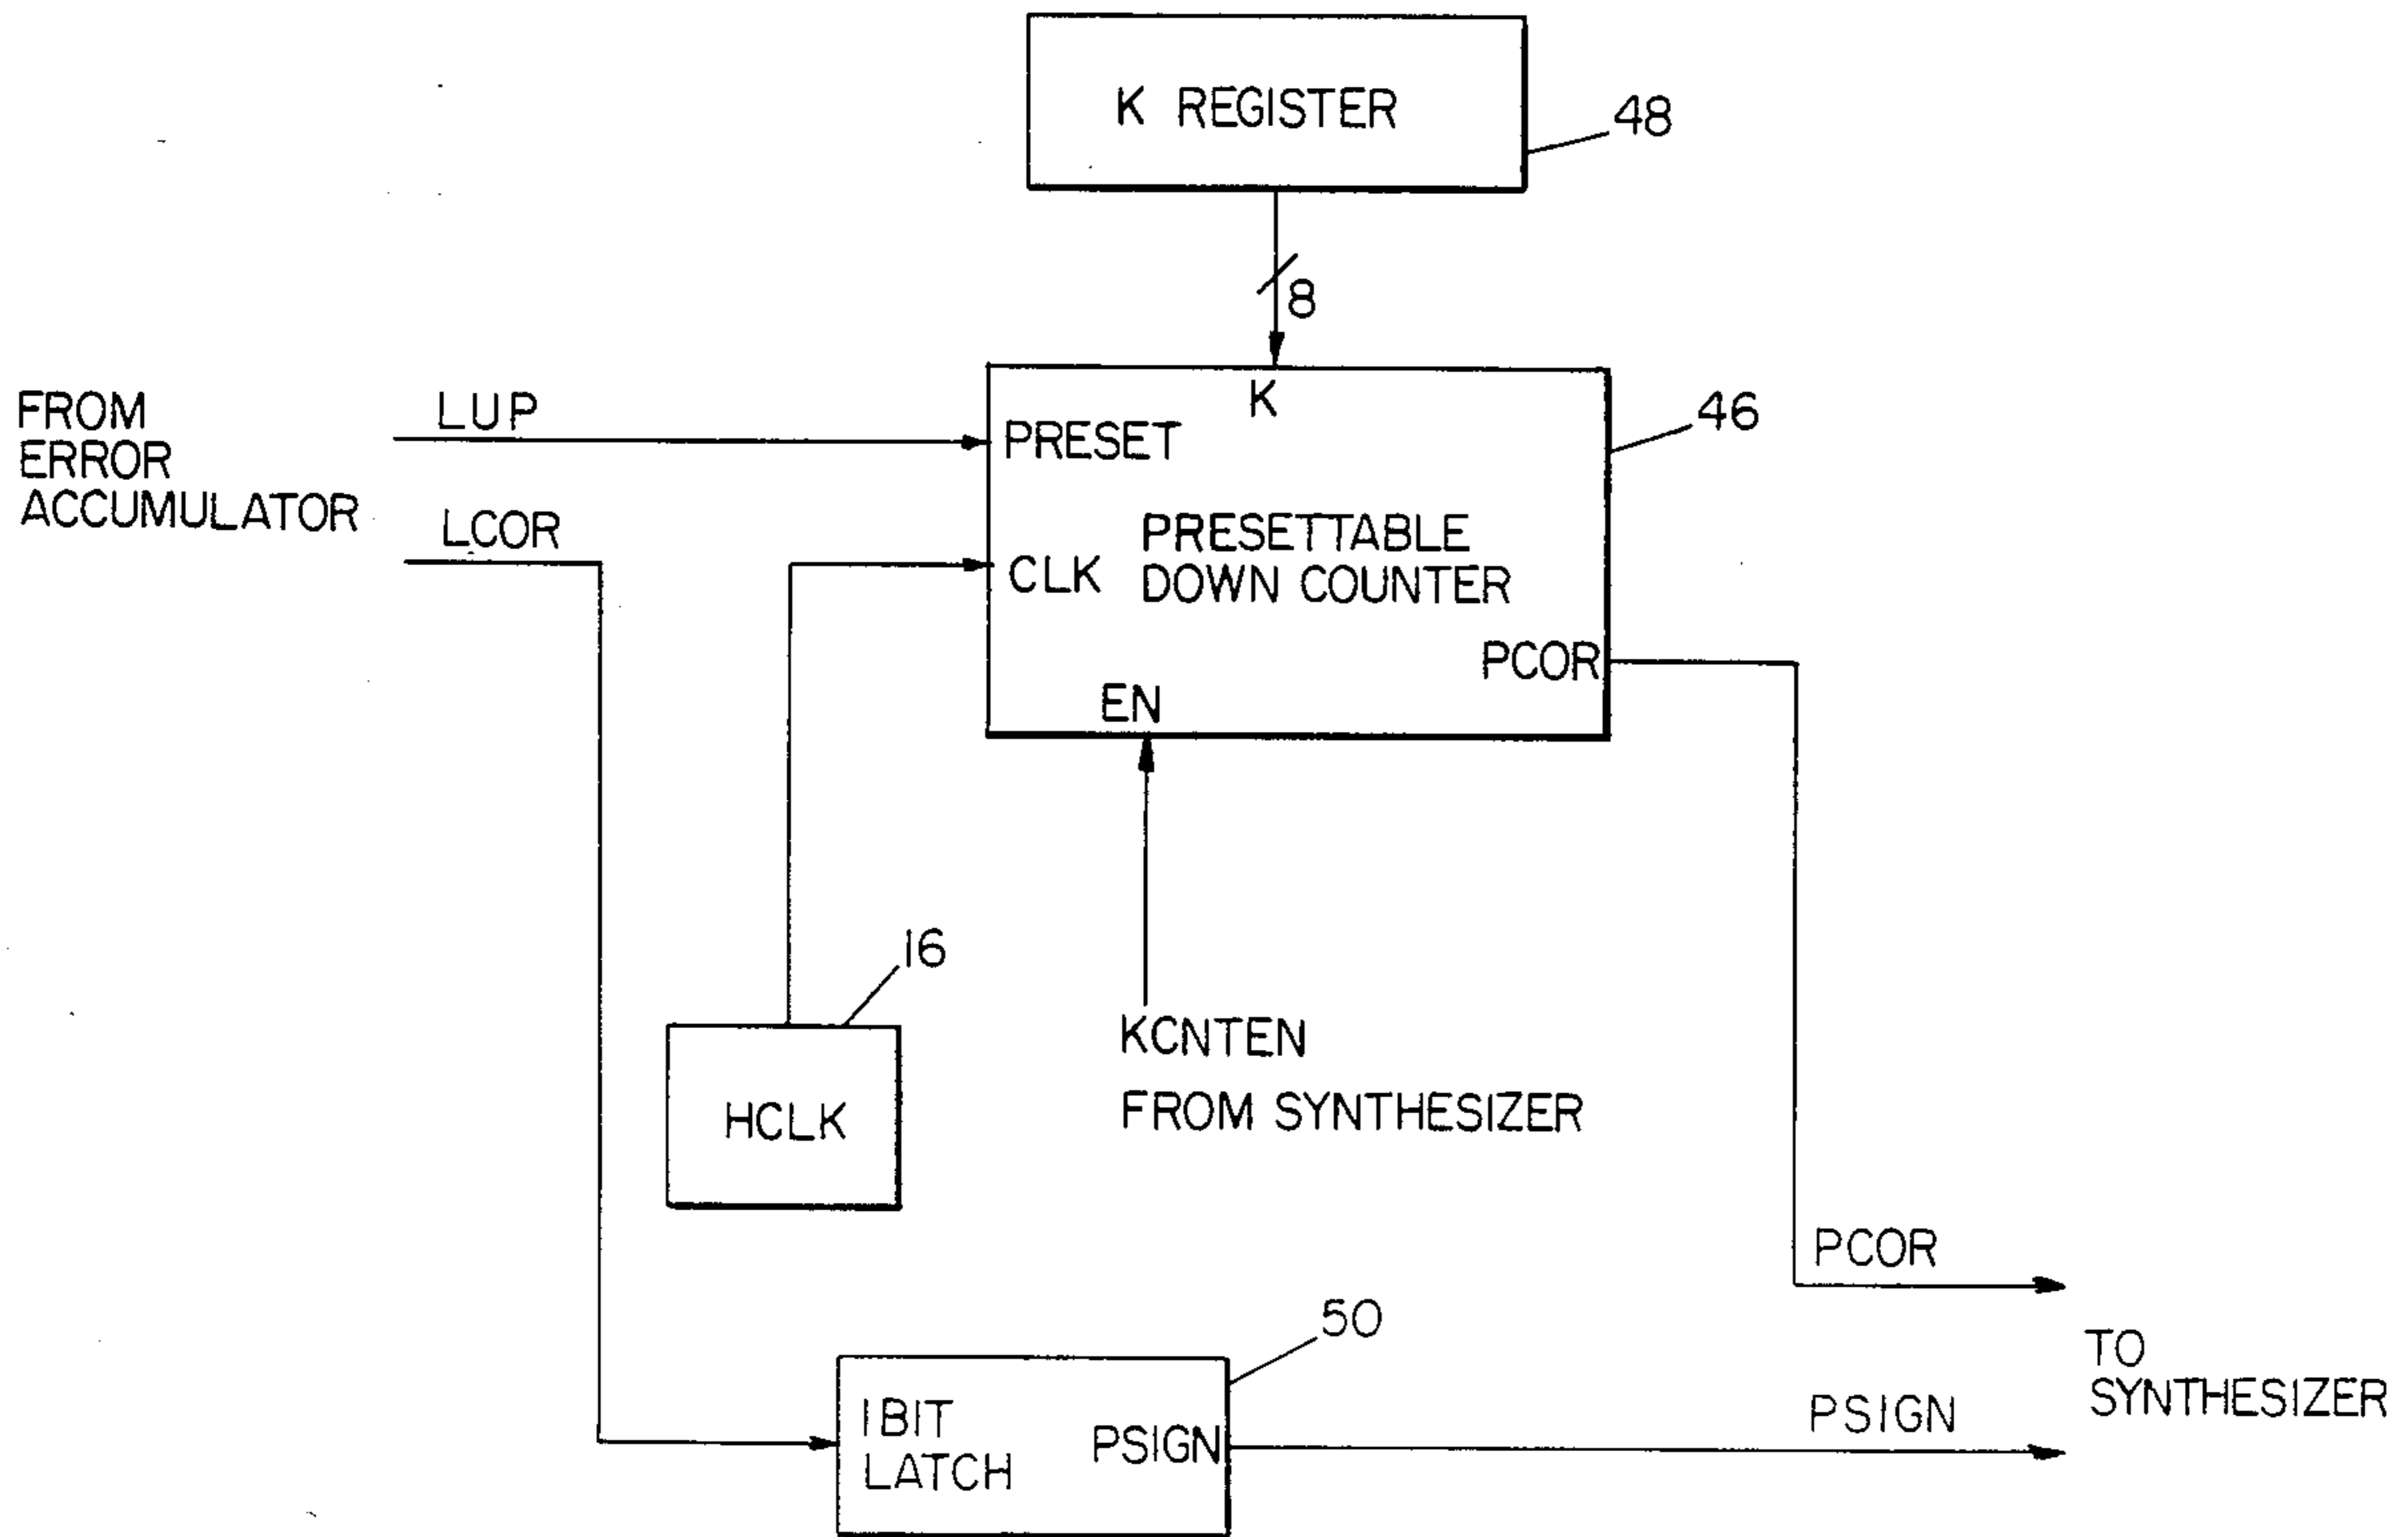 K REGISTER
48
8
FROM
ERROR
ACCUMULATOR
LUP
LCOR
K
46
PRESET
PRESETTABLE
DOWN COUNTER
CLK
PCOR
EN
16
HCLK
KCNTEN
FROM SYNTHESIZER
PCOR
50
1BIT
LATCH
PSIGN
PSIGN
TO
SYNTHESIZER